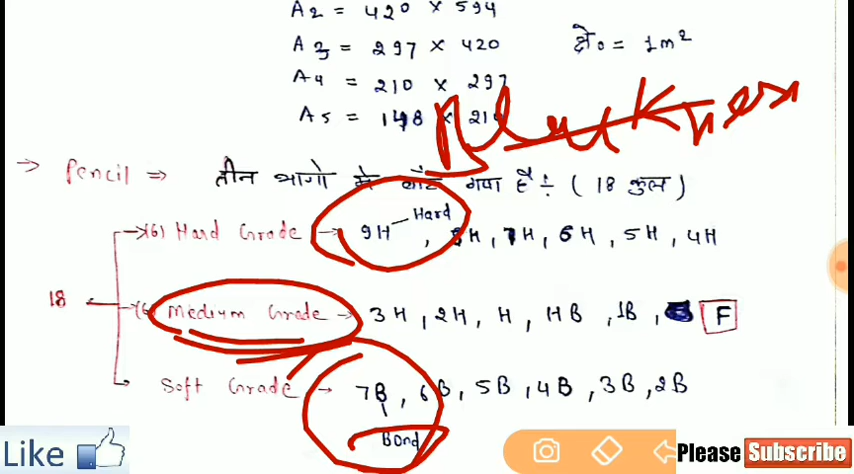 A2 = 420 × 594
A3 = 297 × 420
क्षे0 = 1m²
A4 = 210 × 297
A5 = 148 × 210
→ Pencil ⇒ तीन भागो मे बांटा गया है ÷ ( 18 कुल )
→(6) Hard Grade → 9H — Hard , 8H , 7H , 6H , 5H , 4H
18 (6) Medium Grade → 3H , 2H , H , HB , 1B , F
Soft Grade → 7B , 6B , 5B , 4B , 3B , 2B
Bond
Like
Please Subscribe